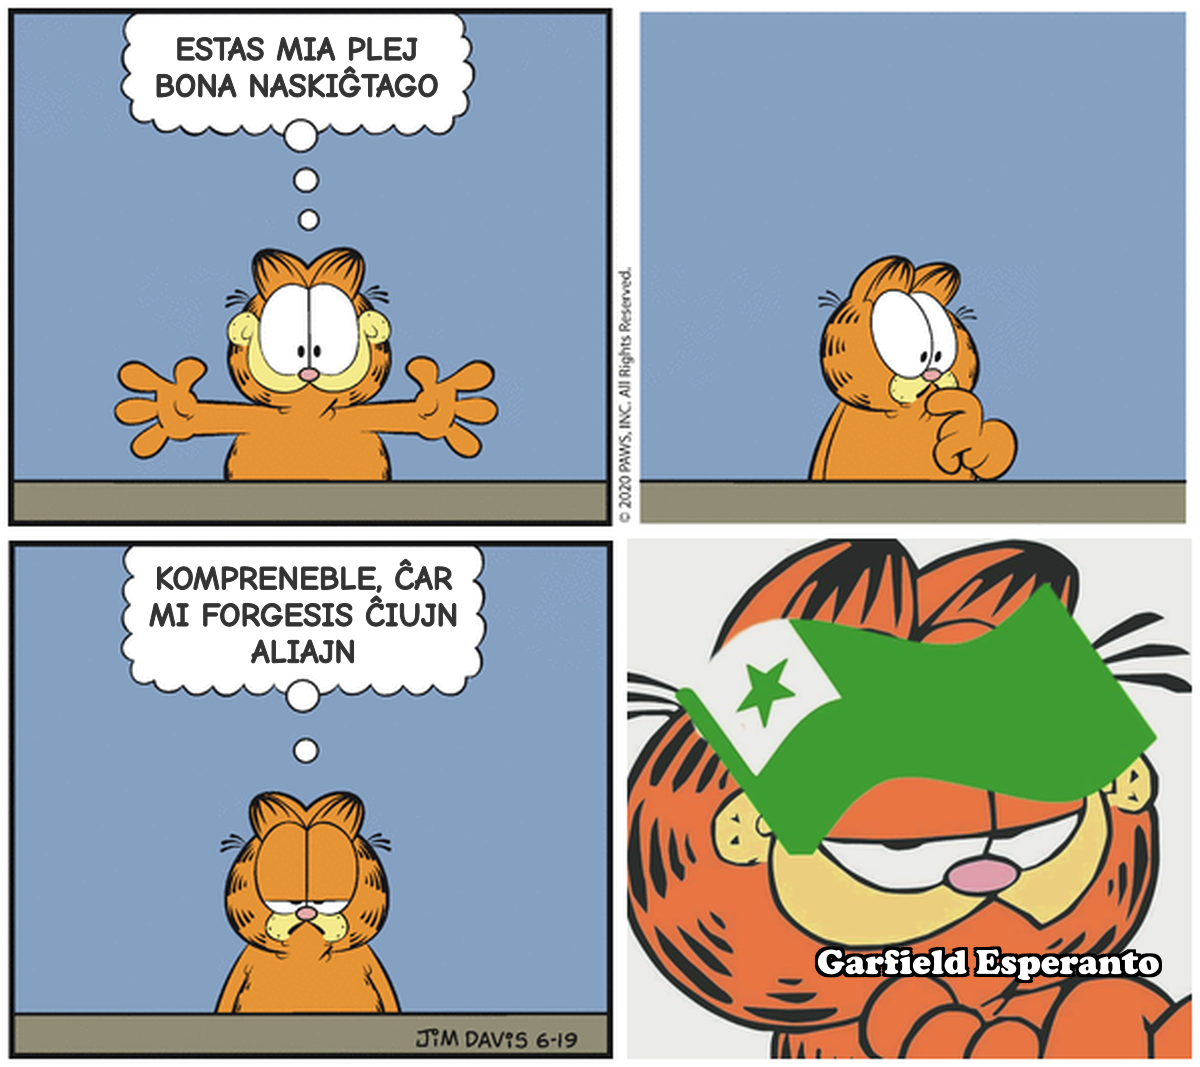 ESTAS MIA PLEJ
BONA NASKIĜTAGO
© 2020 PAWS, INC. All Rights Reserved.
KOMPRENEBLE, ĈAR
MI FORGESIS ĈIUJN
ALIAJN
JIM DAVIS 6-19
Garfield Esperanto